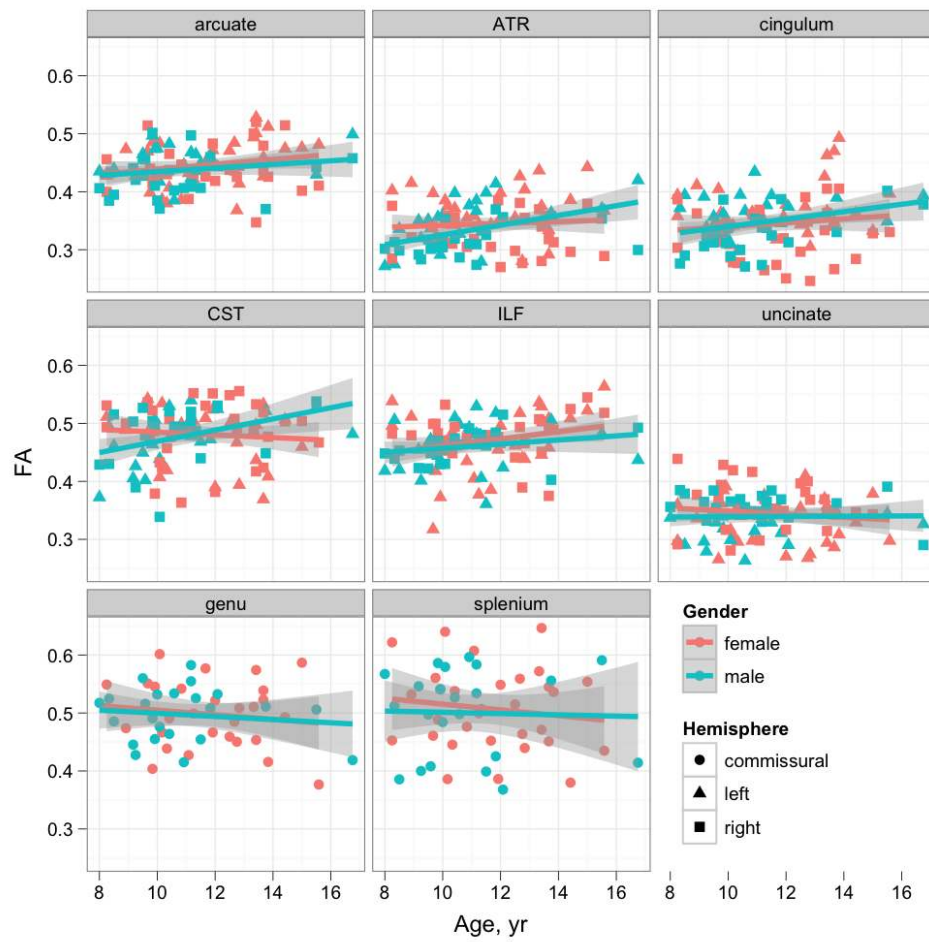 arcuate ATR cingulum
0.6
0.5
0.4
0.3
CST ILF uncinate
0.6
0.5
0.4
0.3
FA
genu splenium
0.6
0.5
0.4
0.3
Gender
female
male
Hemisphere
commissural
left
right
8 10 12 14 16 8 10 12 14 16 8 10 12 14 16
Age, yr